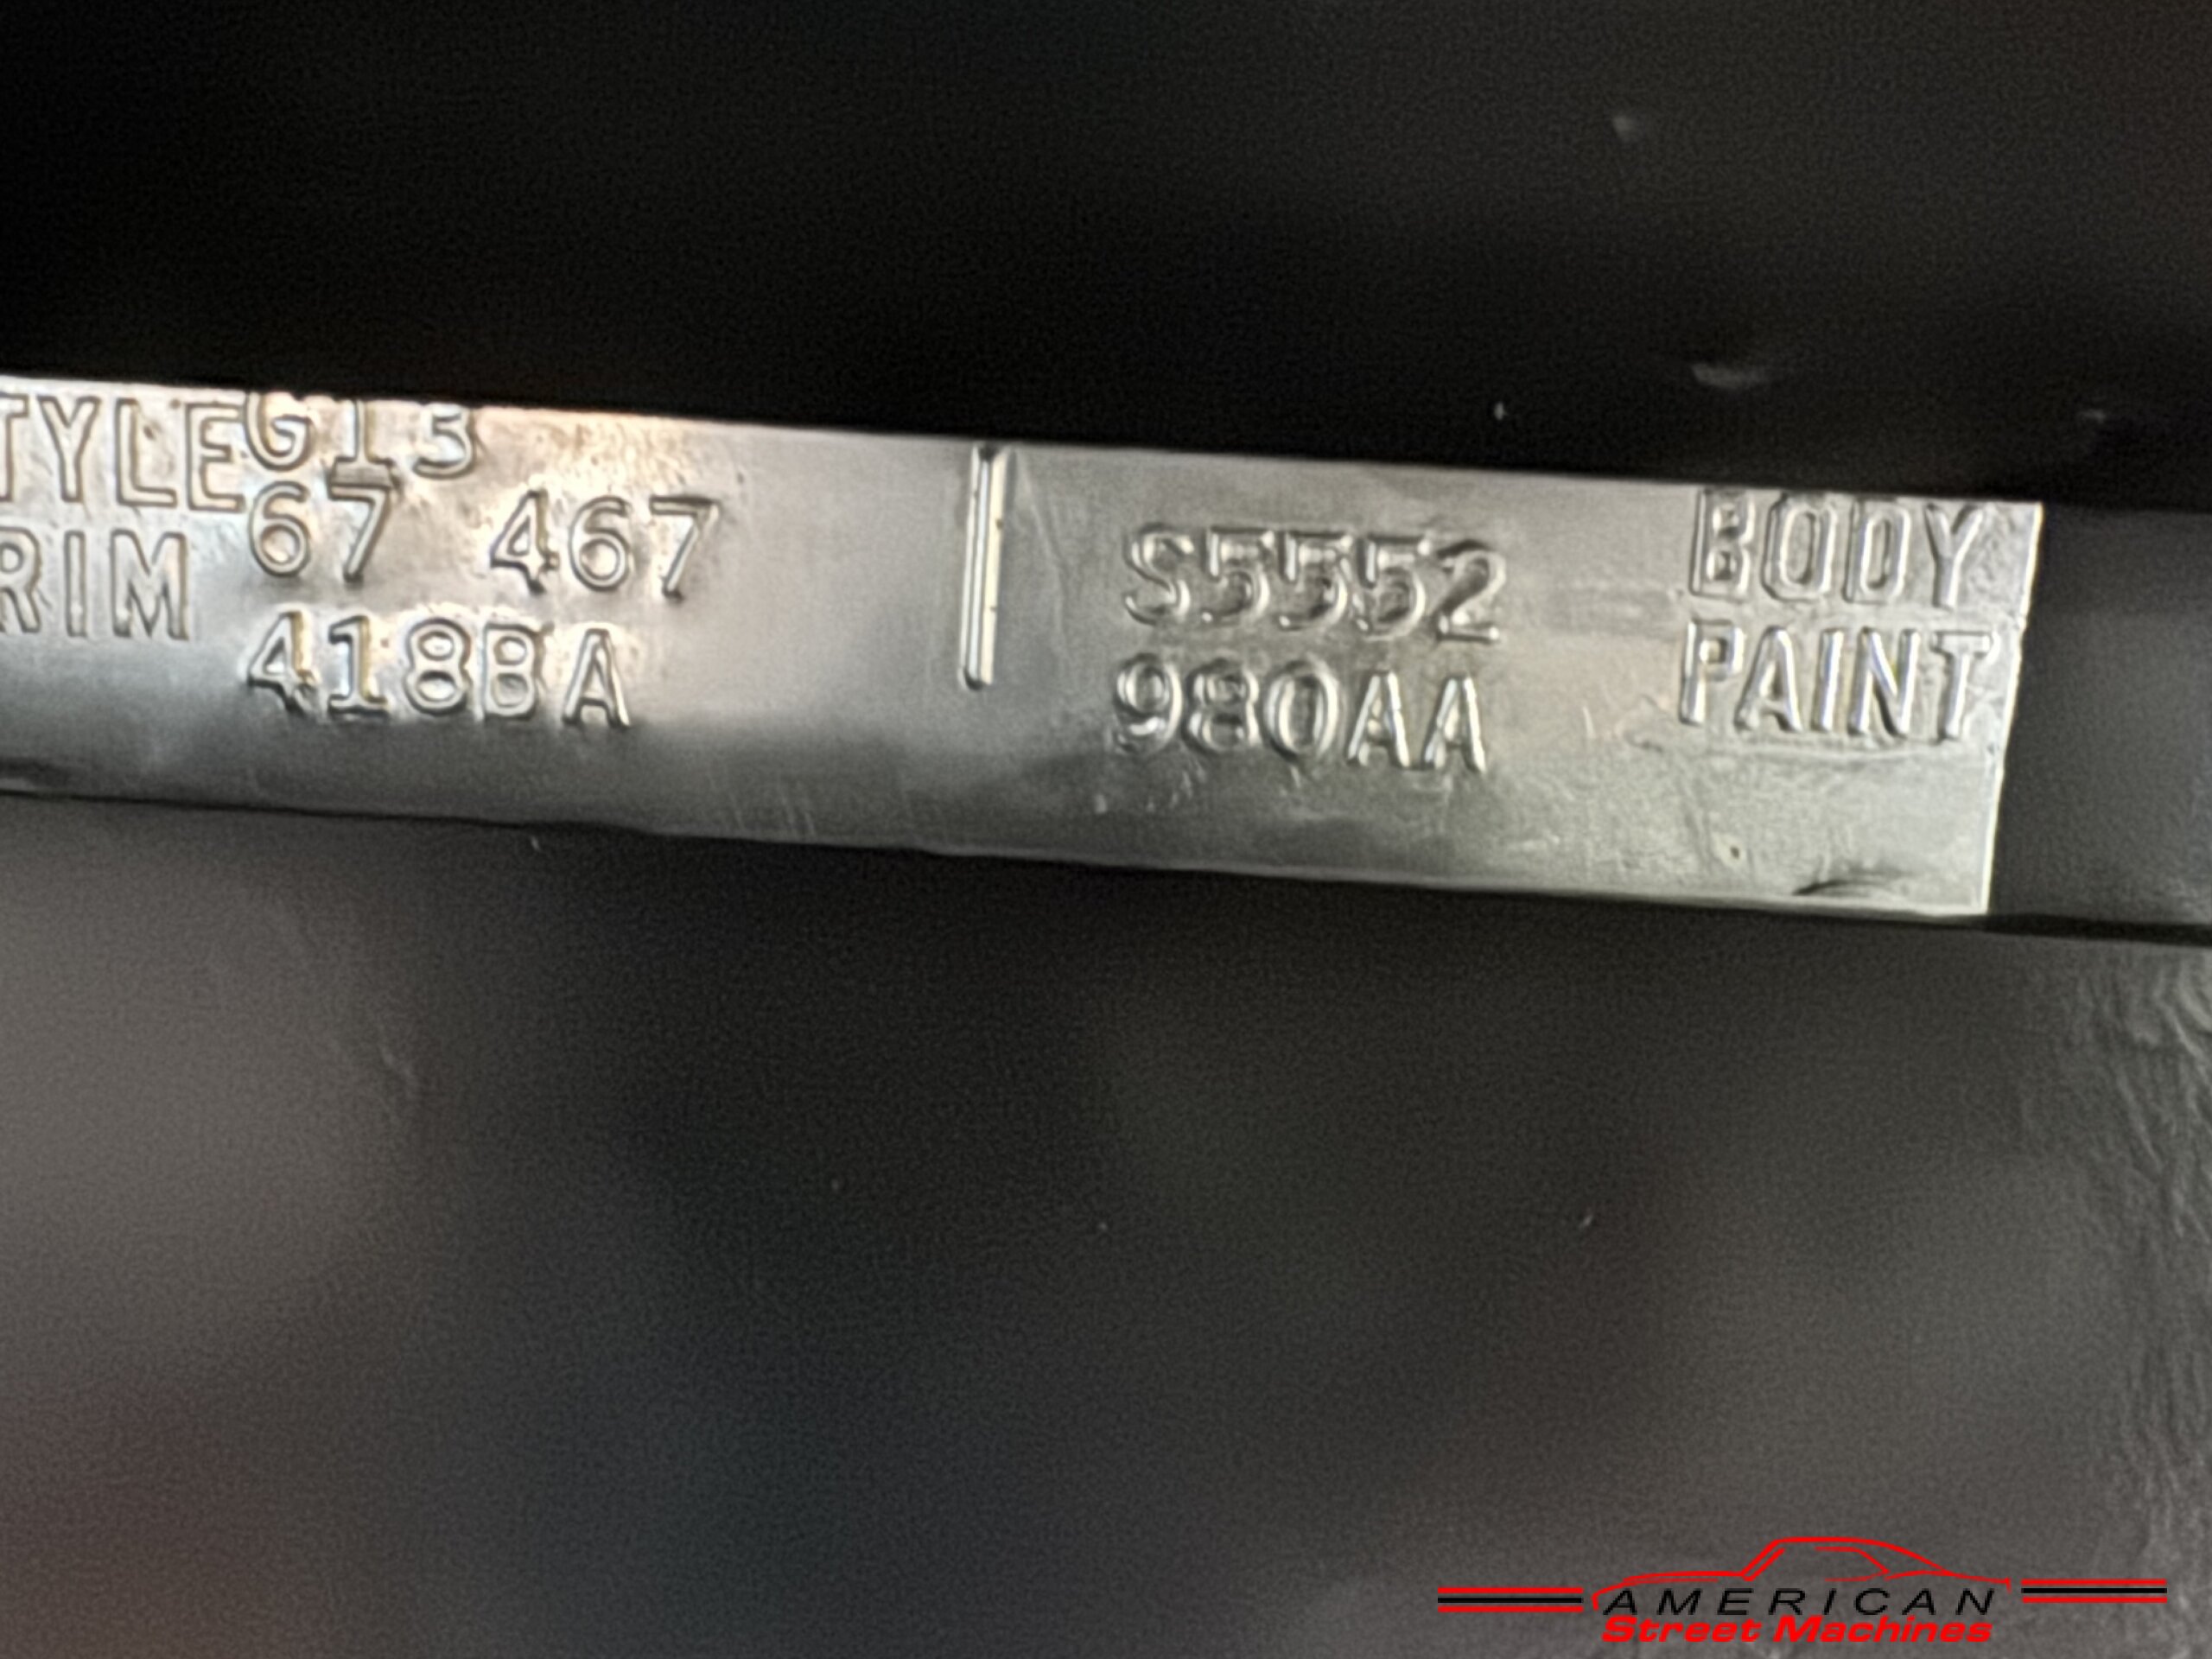 G13
TYLE 67 467 S5552 BODY
RIM 418BA 980AA PAINT
AMERICAN
Street Machines